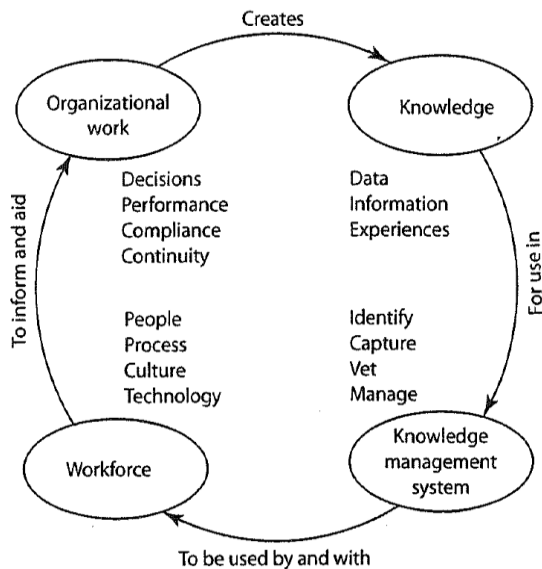 Creates
Organizational
work
Knowledge
Decisions
Performance
Compliance
Continuity
Data
Information
Experiences
To inform and aid
For use in
People
Process
Culture
Technology
Identify
Capture
Vet
Manage
Workforce
Knowledge
management
system
To be used by and with